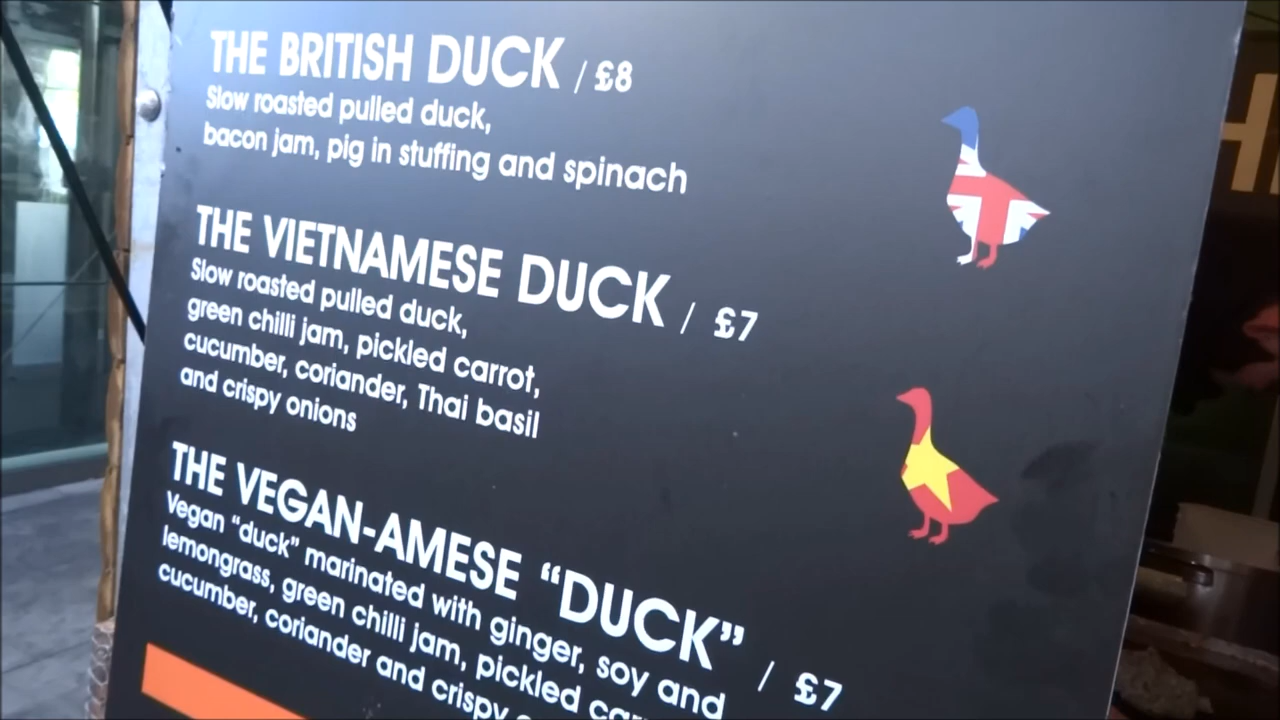 THE BRITISH DUCK / £8
Slow roasted pulled duck,
bacon jam, pig in stuffing and spinach
THE VIETNAMESE DUCK / £7
Slow roasted pulled duck,
green chilli jam, pickled carrot,
cucumber, coriander, Thai basil
and crispy onions
THE VEGAN-AMESE “DUCK” / £7
Vegan “duck” marinated with ginger, soy and
lemongrass, green chilli jam, pickled
cucumber, coriander and crispy